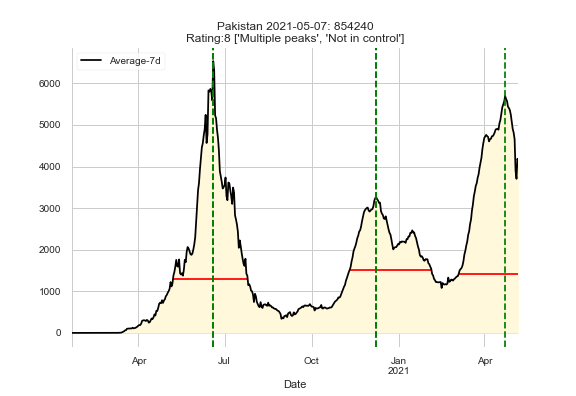 Pakistan 2021-05-07: 854240
Rating:8 ['Multiple peaks', 'Not in control']
Average-7d
6000
5000
4000
3000
2000
1000
0
Apr
Jul
Oct
Jan
2021
Apr
Date